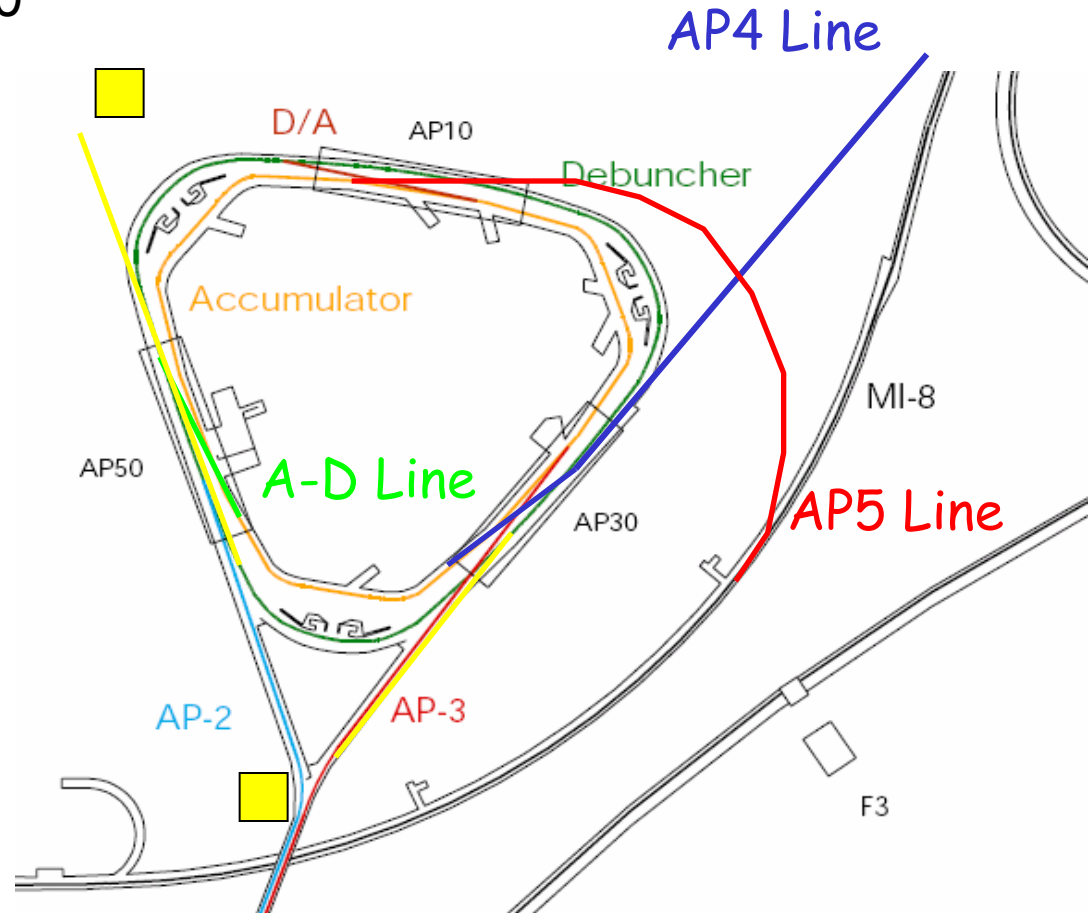 AP4 Line
D/A
AP10
Debuncher
Accumulator
MI-8
AP50
A-D Line
AP30
AP5 Line
AP-2
AP-3
F3